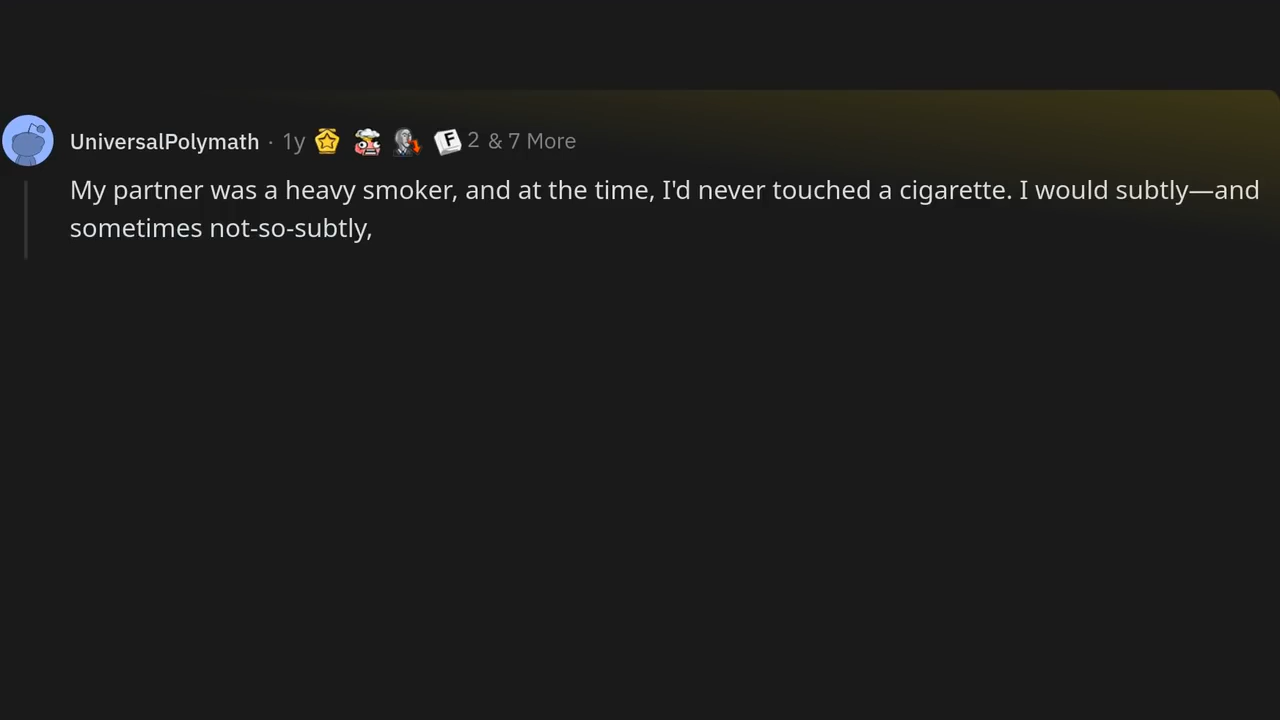 UniversalPolymath · 1y F 2 & 7 More
My partner was a heavy smoker, and at the time, I'd never touched a cigarette. I would subtly—and
sometimes not-so-subtly,